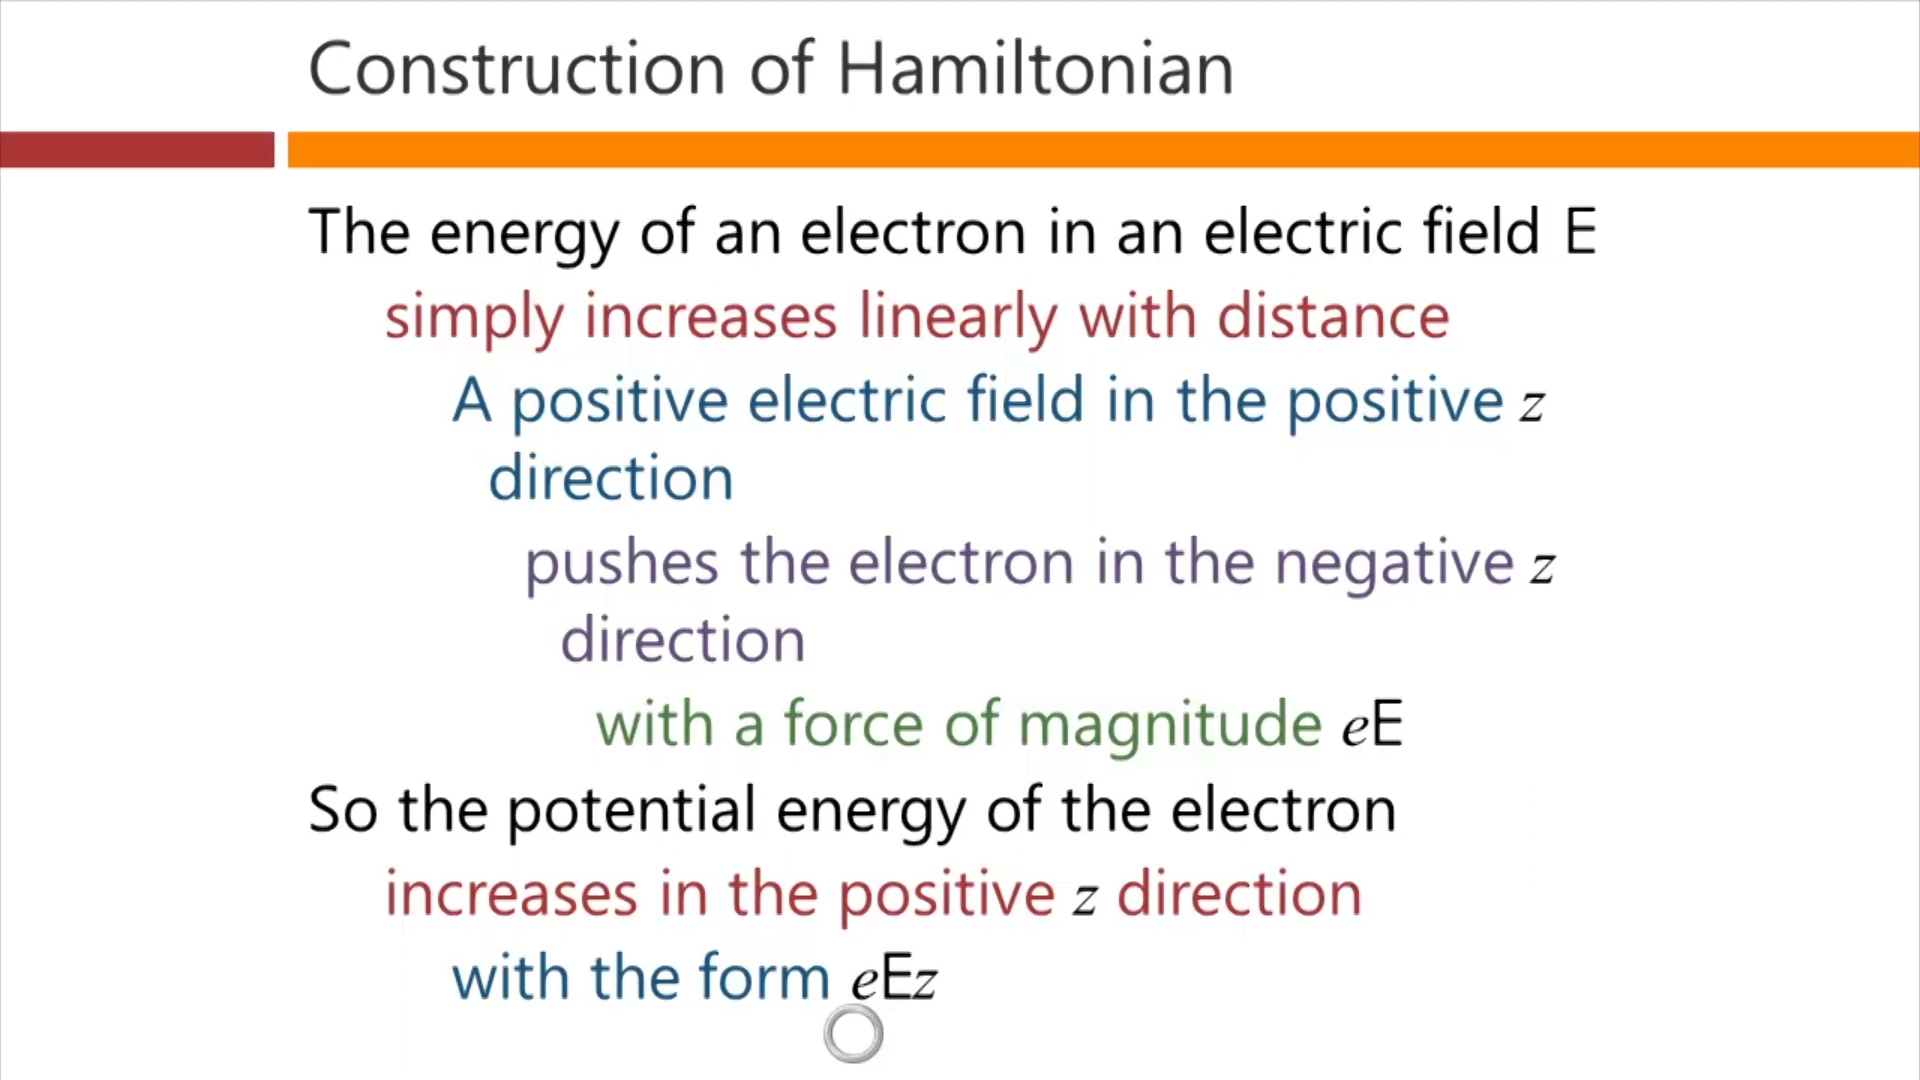 Construction of Hamiltonian
The energy of an electron in an electric field E
simply increases linearly with distance
A positive electric field in the positive z
direction
pushes the electron in the negative z
direction
with a force of magnitude eE
So the potential energy of the electron
increases in the positive z direction
with the form eEz